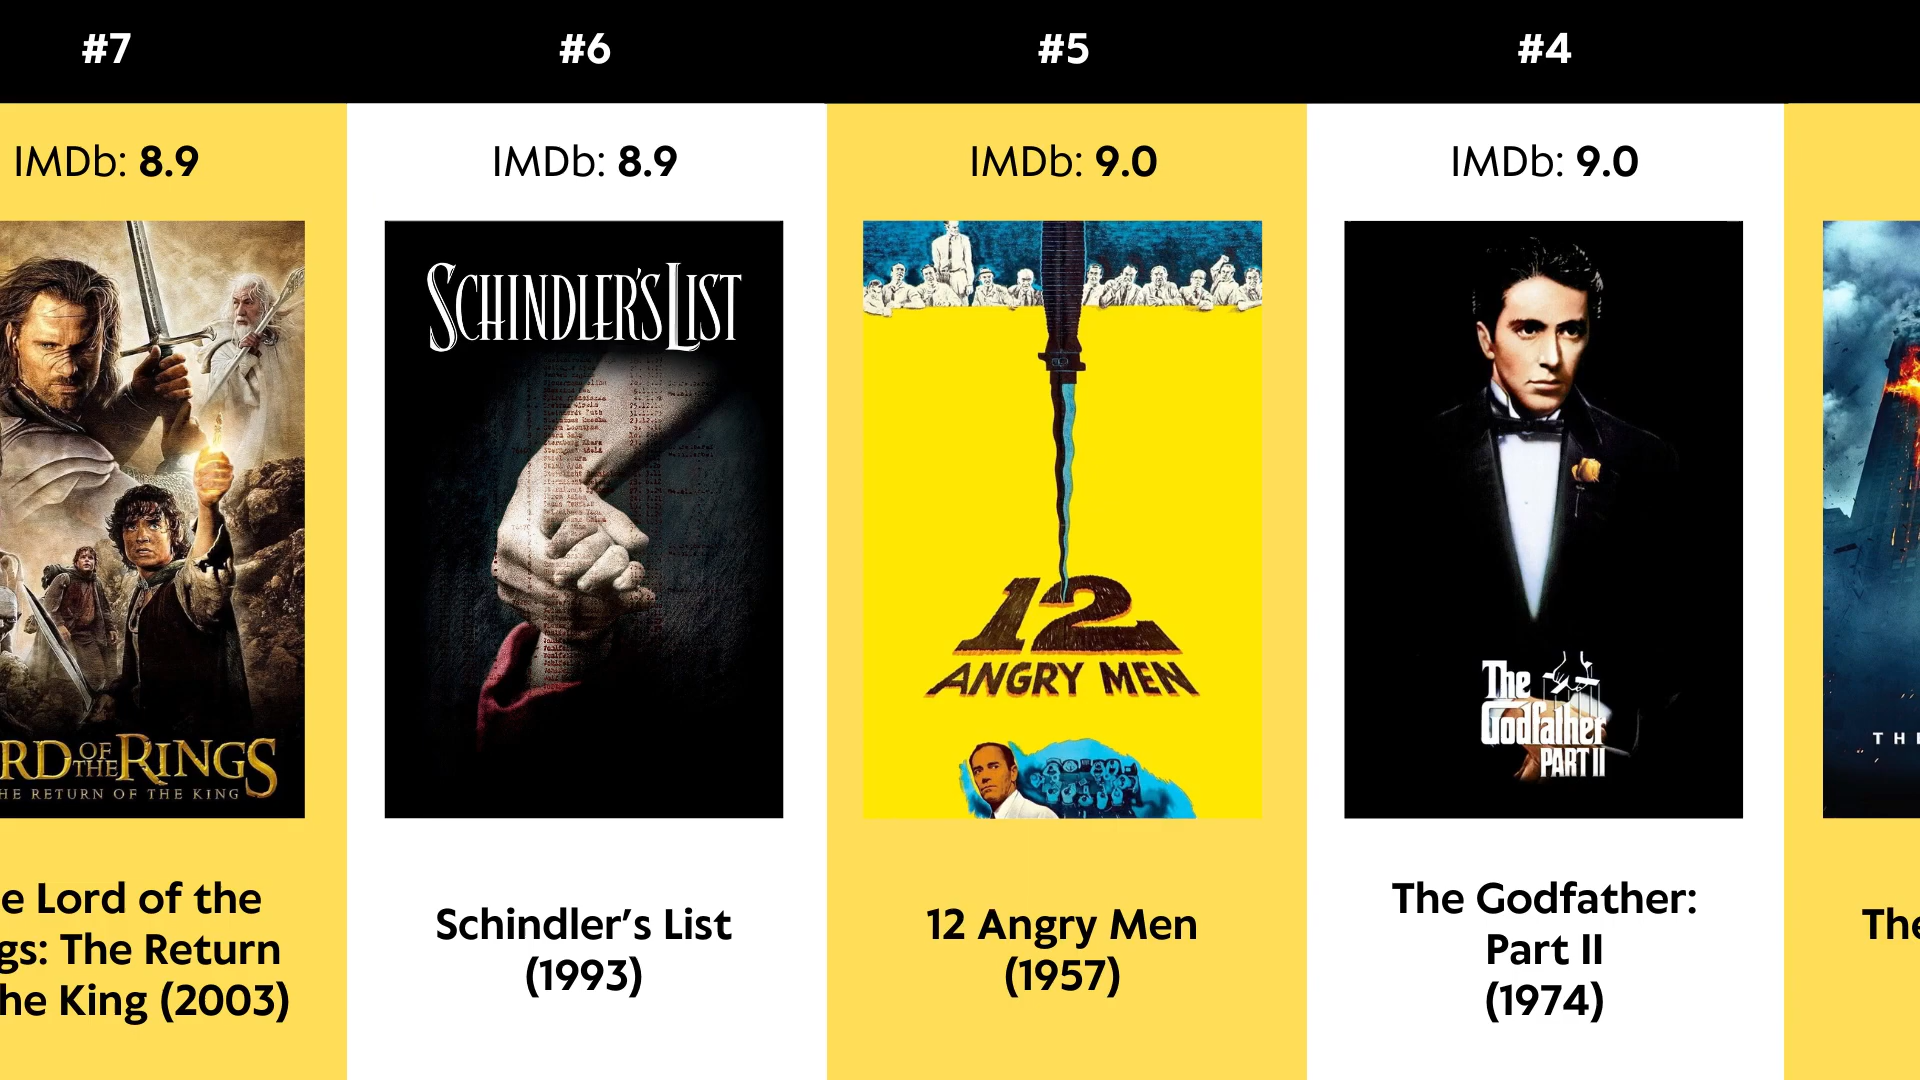 #7
#6
#5
#4
IMDb: 8.9
IMDb: 8.9
IMDb: 9.0
IMDb: 9.0
RD OF THE RINGS
HE RETURN OF THE KING
SCHINDLER'S LIST
12
ANGRY MEN
The
Godfather
PART II
TH
e Lord of the
gs: The Return
he King (2003)
Schindler's List
(1993)
12 Angry Men
(1957)
The Godfather:
Part II
(1974)
The